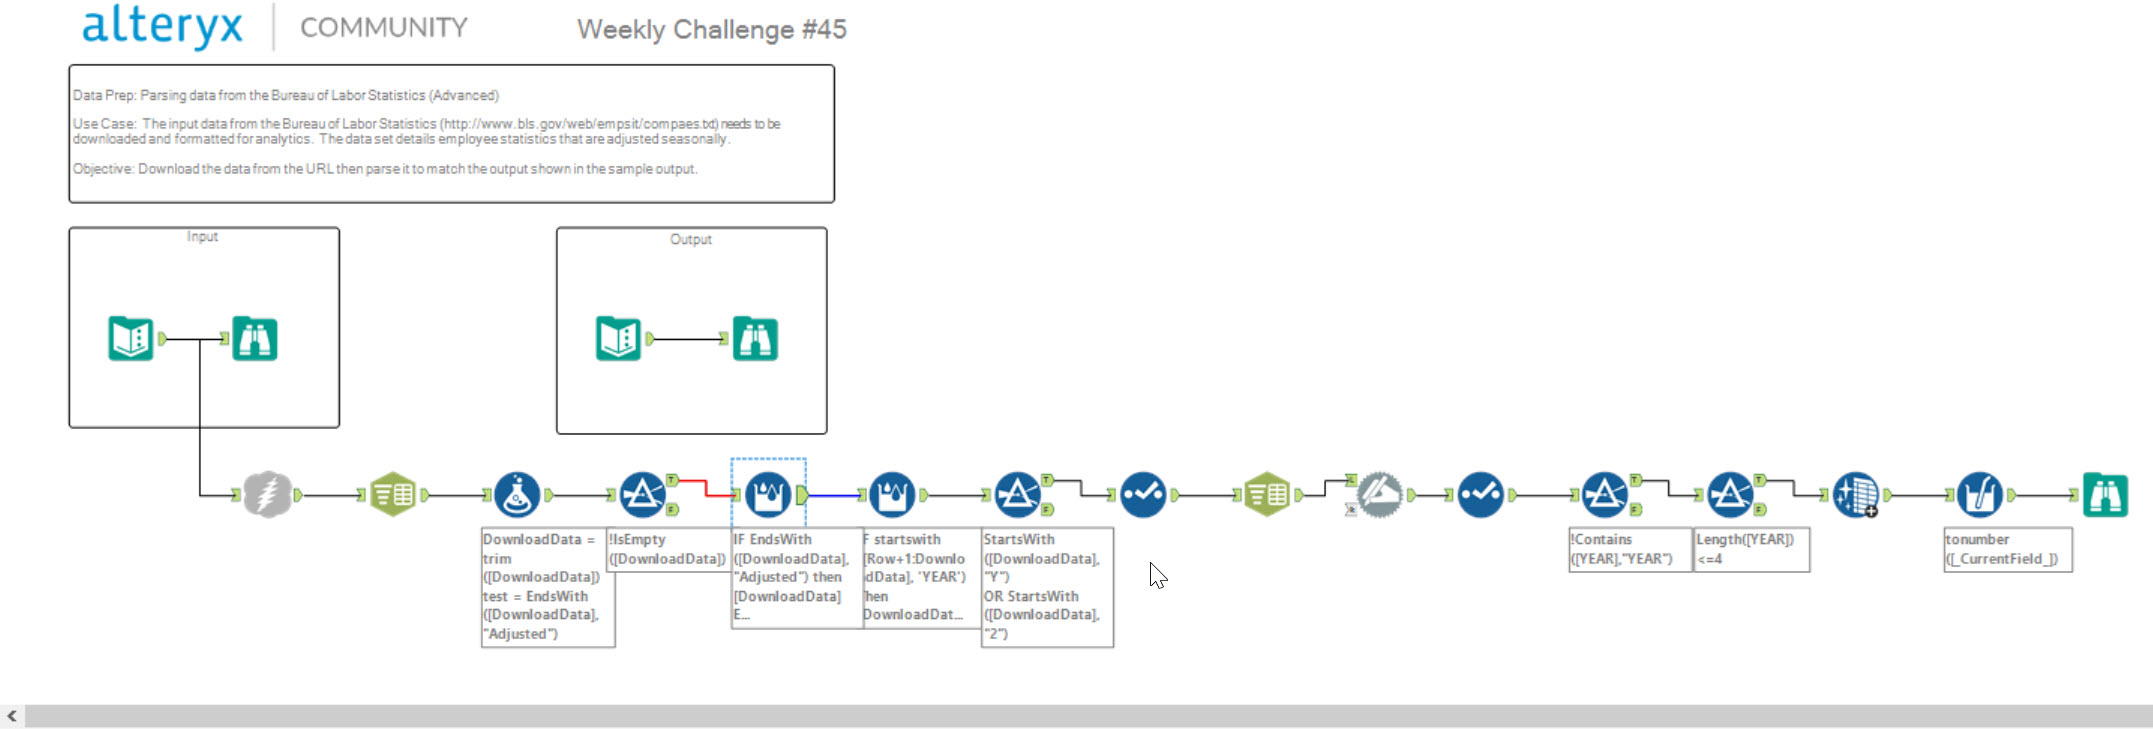 alteryx
COMMUNITY
Weekly Challenge #45
Data Prep: Parsing data from the Bureau of Labor Statistics (Advanced)
Use Case: The input data from the Bureau of Labor Statistics (http://www.bls.gov/web/empsit/compaes.txt) needs to be
downloaded and formatted for analytics. The data set details employee statistics that are adjusted seasonally.
Objective: Download the data from the URL then parse it to match the output shown in the sample output.
Input
Output
DownloadData =
trim
([DownloadData])
test = EndsWith
([DownloadData],
"Adjusted")
!IsEmpty
([DownloadData])
IF EndsWith
([DownloadData],
"Adjusted") then
[DownloadData]
E...
F startswith
[Row+1:Downlo
dData], 'YEAR')
hen
DownloadDat...
StartsWith
([DownloadData],
"Y")
OR StartsWith
([DownloadData],
"2")
!Contains
([YEAR],"YEAR")
Length([YEAR])
<=4
tonumber
([_CurrentField_])